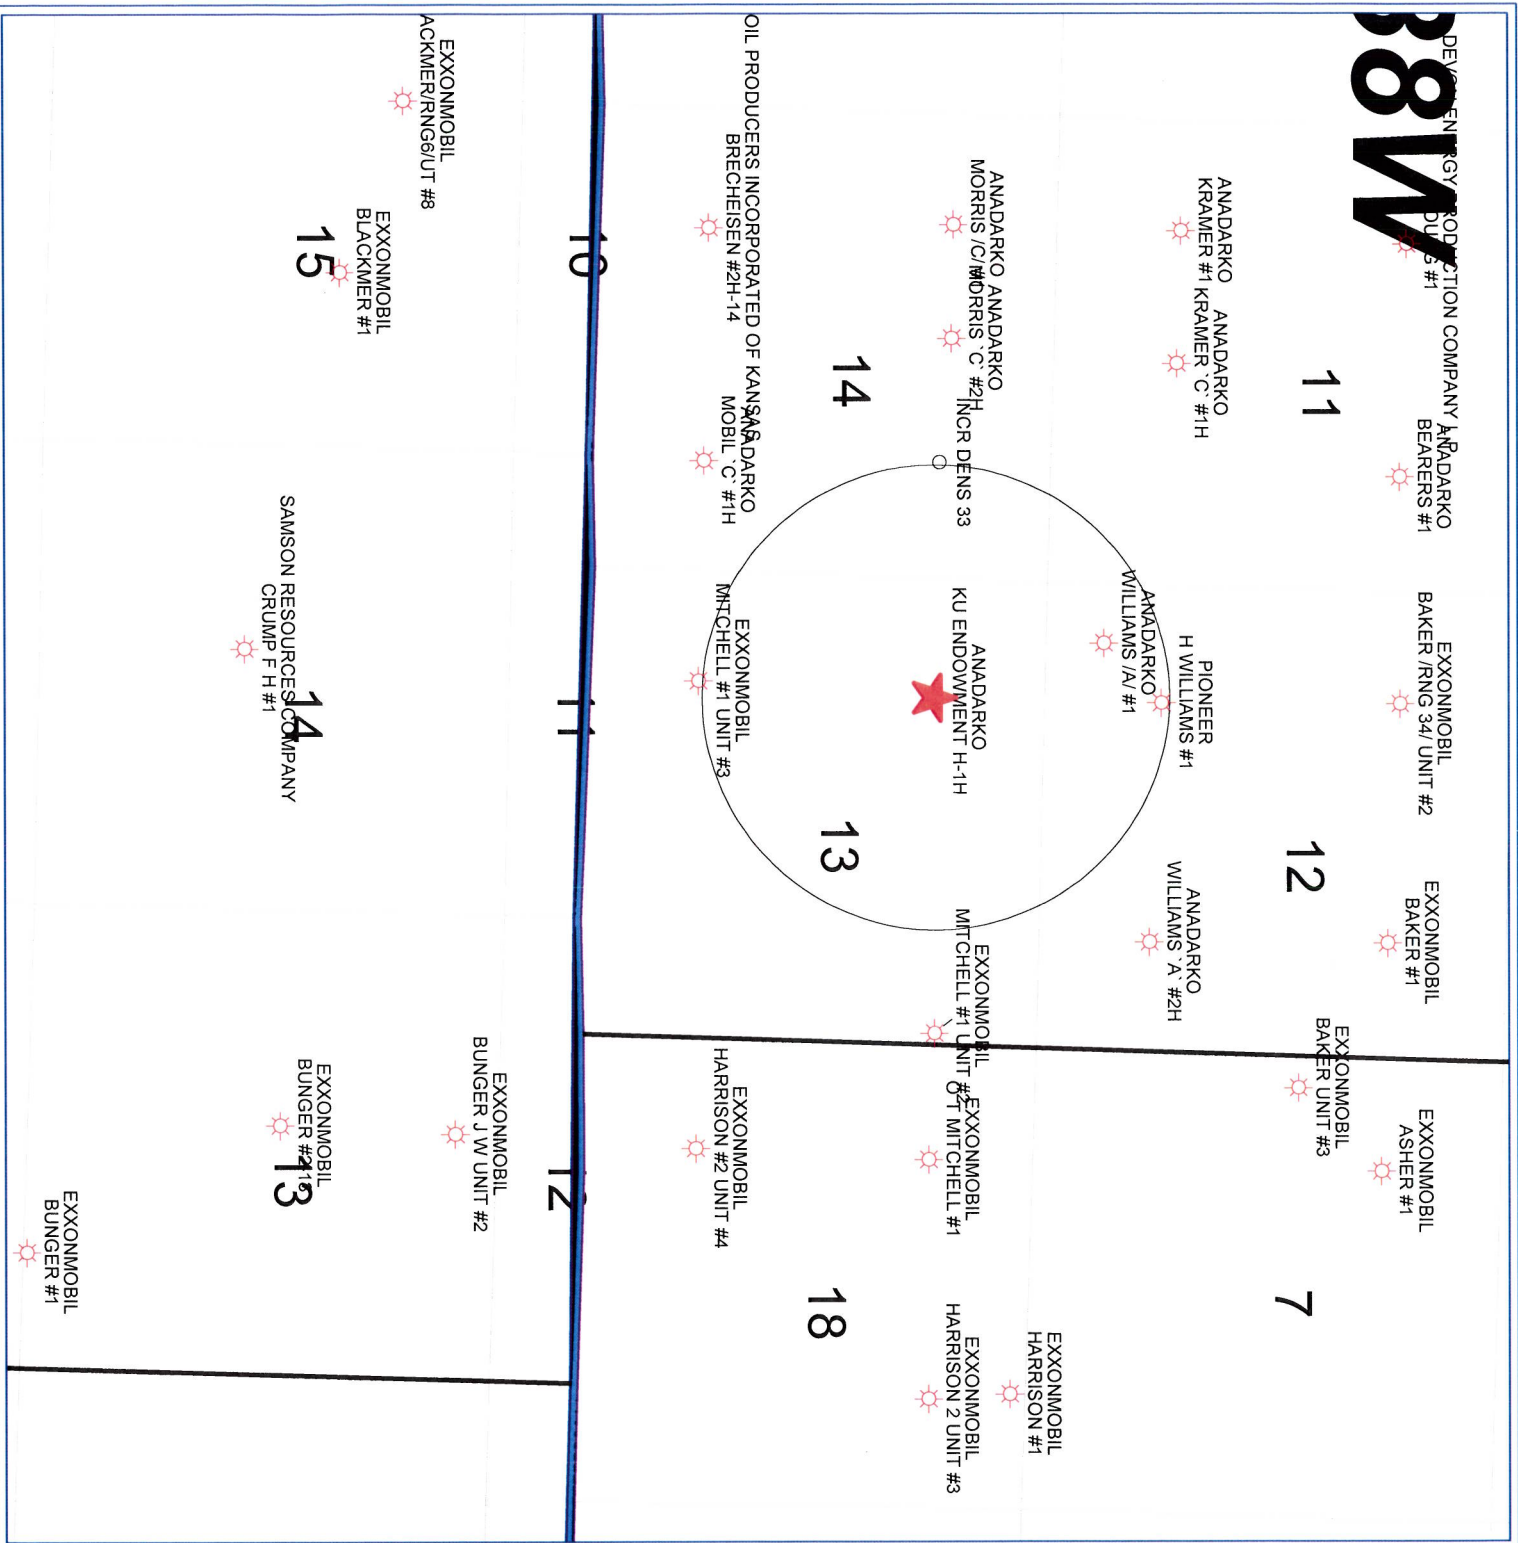 38W
DEVON ENERGY PRODUCTION COMPANY L P
#1
ANADARKO
BEARERS #1
EXXONMOBIL
BAKER /RNG 34/ UNIT #2
EXXONMOBIL
BAKER #1
EXXONMOBIL
ASHER #1
11
12
EXXONMOBIL
BAKER UNIT #3
7
ANADARKO
KRAMER #1
ANADARKO
KRAMER `C` #1H
PIONEER
H WILLIAMS #1
ANADARKO
WILLIAMS /A/ #1
ANADARKO
WILLIAMS `A` #2H
EXXONMOBIL
HARRISON #1
ANADARKO
MORRIS /C/ #1
ANADARKO
MORRIS `C` #2H
INCR DENS 33
ANADARKO
KU ENDOWMENT H-1H
EXXONMOBIL
MITCHELL #1 UNIT #2
EXXONMOBIL
O T MITCHELL #1
EXXONMOBIL
HARRISON 2 UNIT #3
14
13
18
OIL PRODUCERS INCORPORATED OF KANSAS
BRECHEISEN #2H-14
ANADARKO
MOBIL `C` #1H
EXXONMOBIL
MITCHELL #1 UNIT #3
EXXONMOBIL
HARRISON #2 UNIT #4
10
11
12
EXXONMOBIL
ACKMER/RNG6/UT #8
EXXONMOBIL
BLACKMER #1
15
EXXONMOBIL
BUNGER J W UNIT #2
SAMSON RESOURCES COMPANY
CRUMP F H #1
14
EXXONMOBIL
BUNGER
13
EXXONMOBIL
BUNGER #1